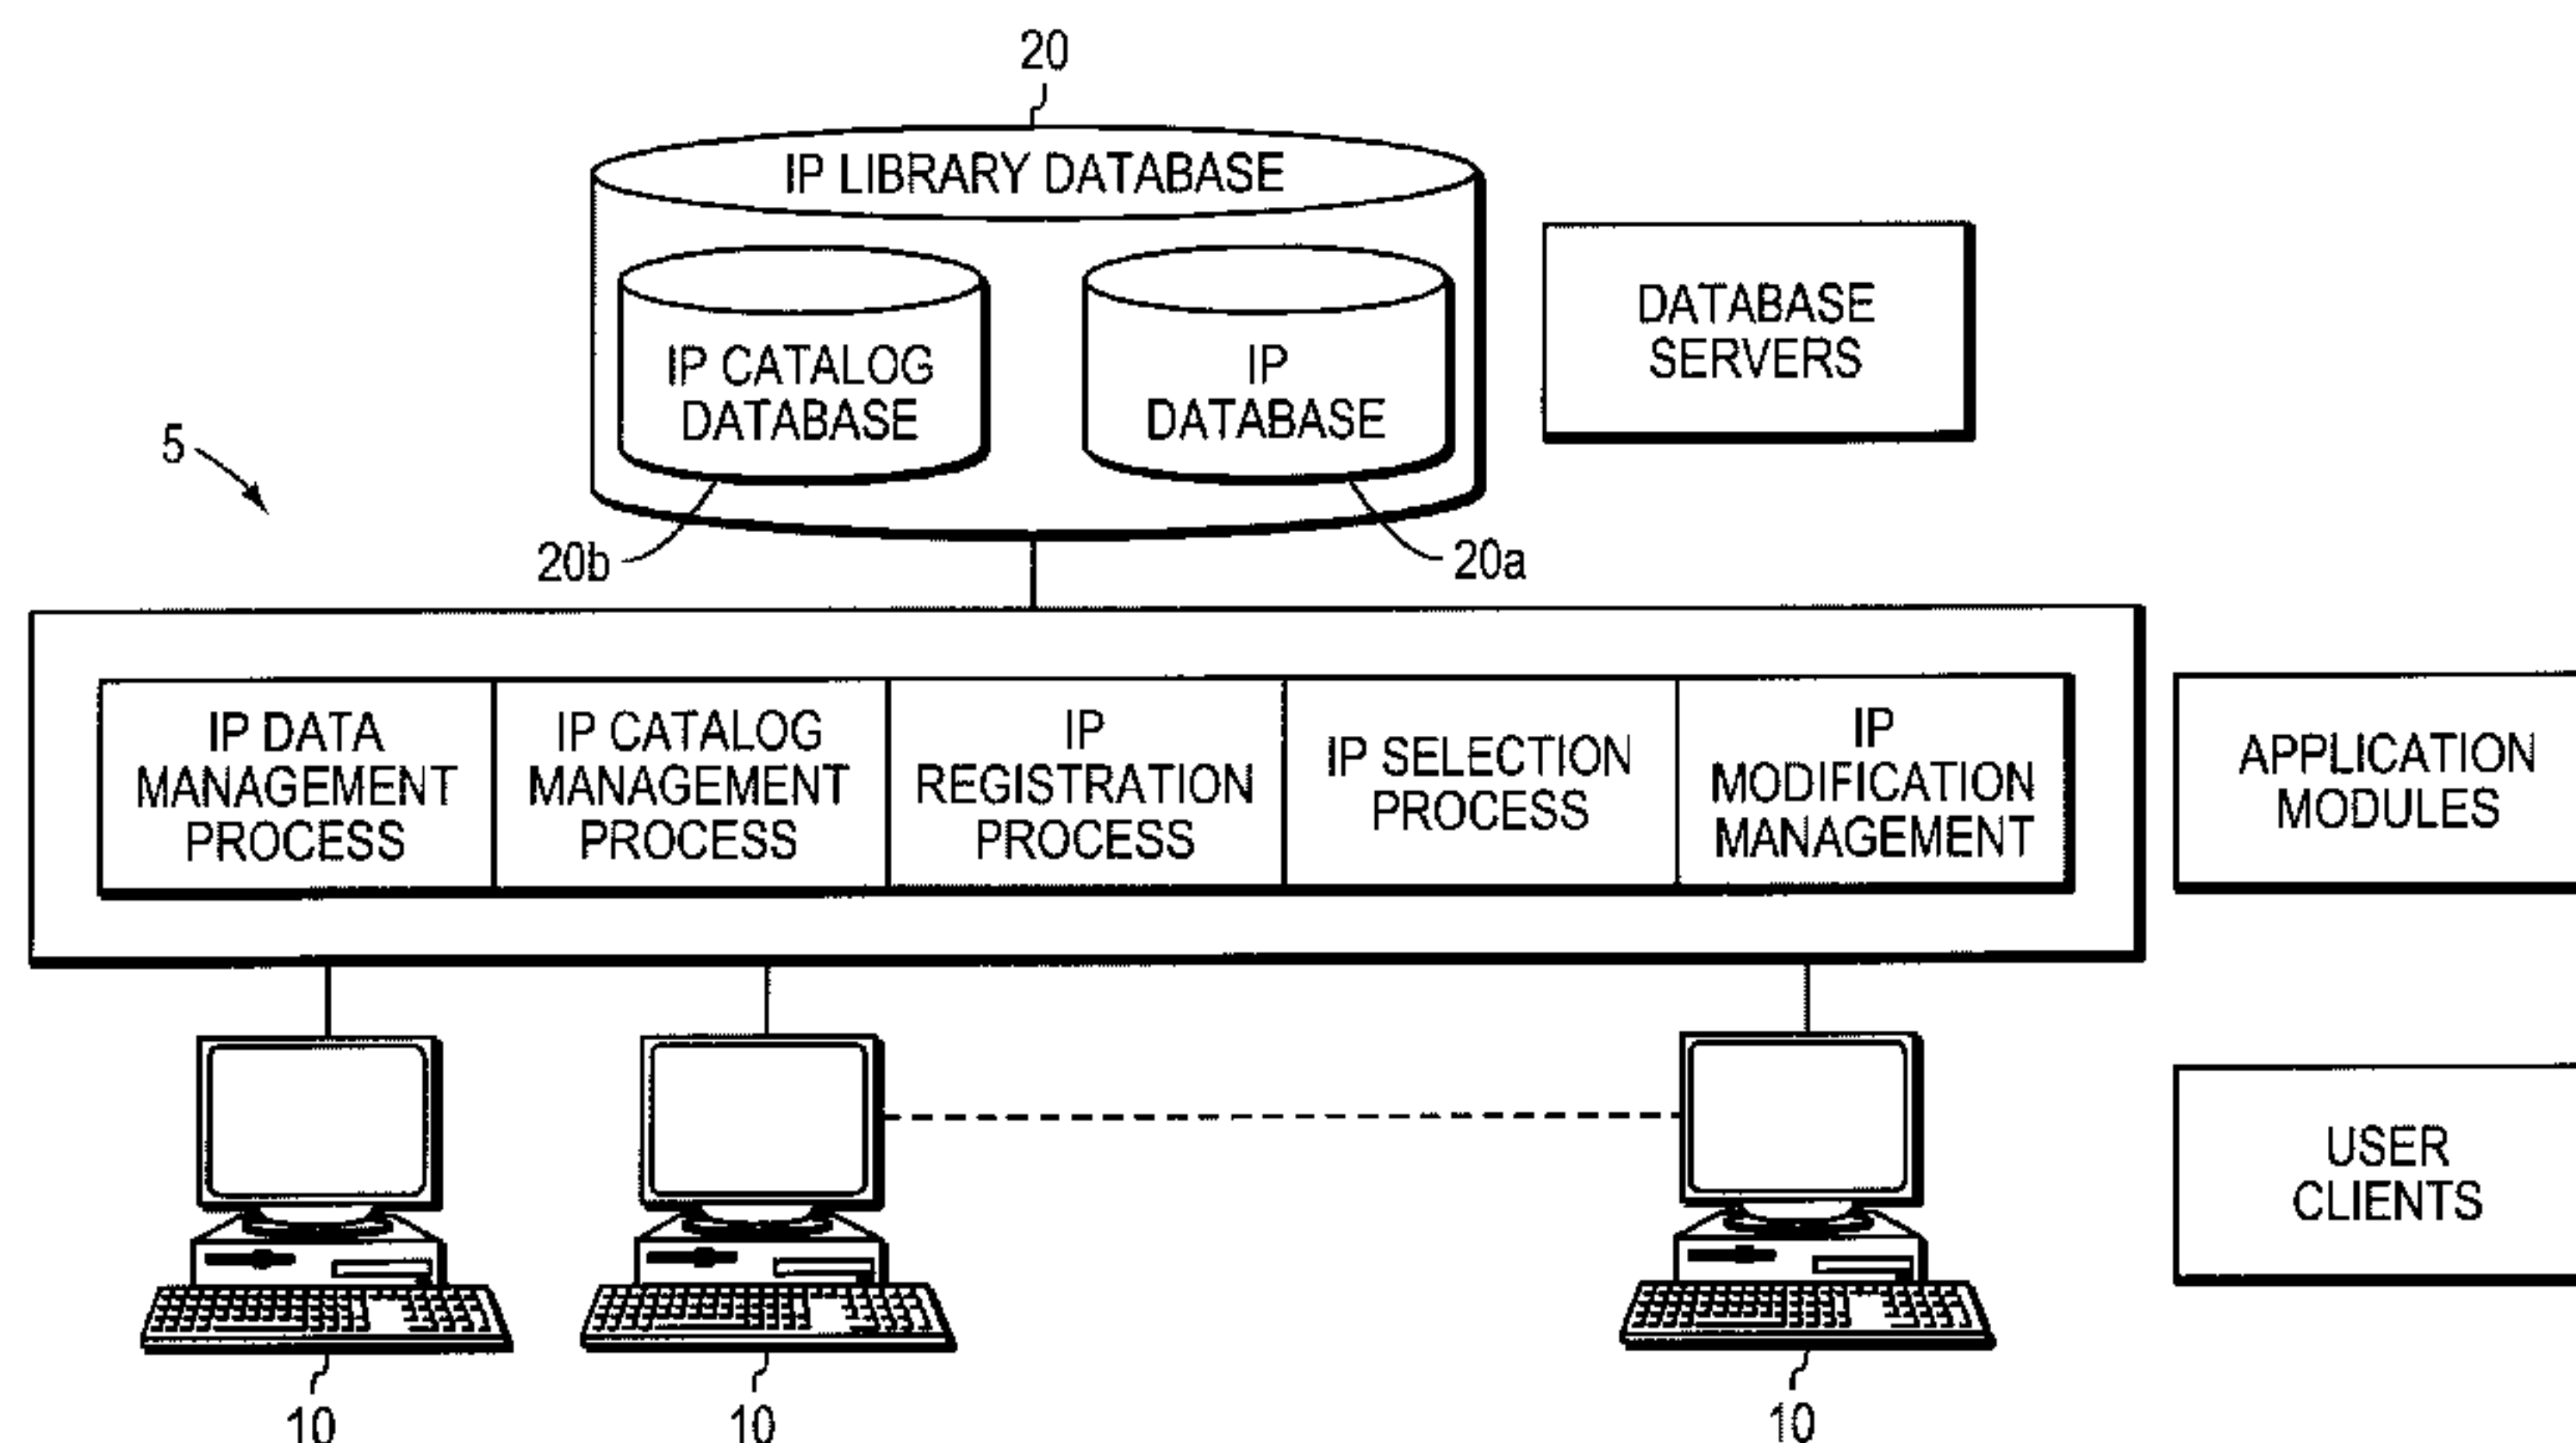 20
IP LIBRARY DATABASE
IP CATALOG
DATABASE
IP
DATABASE
DATABASE
SERVERS
5
20b
20a
IP DATA
MANAGEMENT
PROCESS
IP CATALOG
MANAGEMENT
PROCESS
IP
REGISTRATION
PROCESS
IP SELECTION
PROCESS
IP
MODIFICATION
MANAGEMENT
APPLICATION
MODULES
USER
CLIENTS
10
10
10